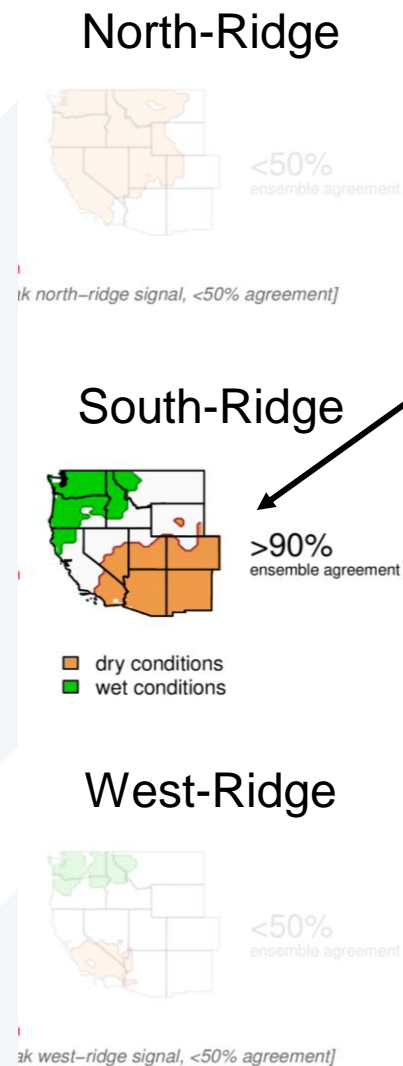 North-Ridge
<50%
ensemble agreement
ak north-ridge signal, <50% agreement]
South-Ridge
>90%
ensemble agreement
dry conditions
wet conditions
West-Ridge
<50%
ensemble agreement
ak west-ridge signal, <50% agreement]